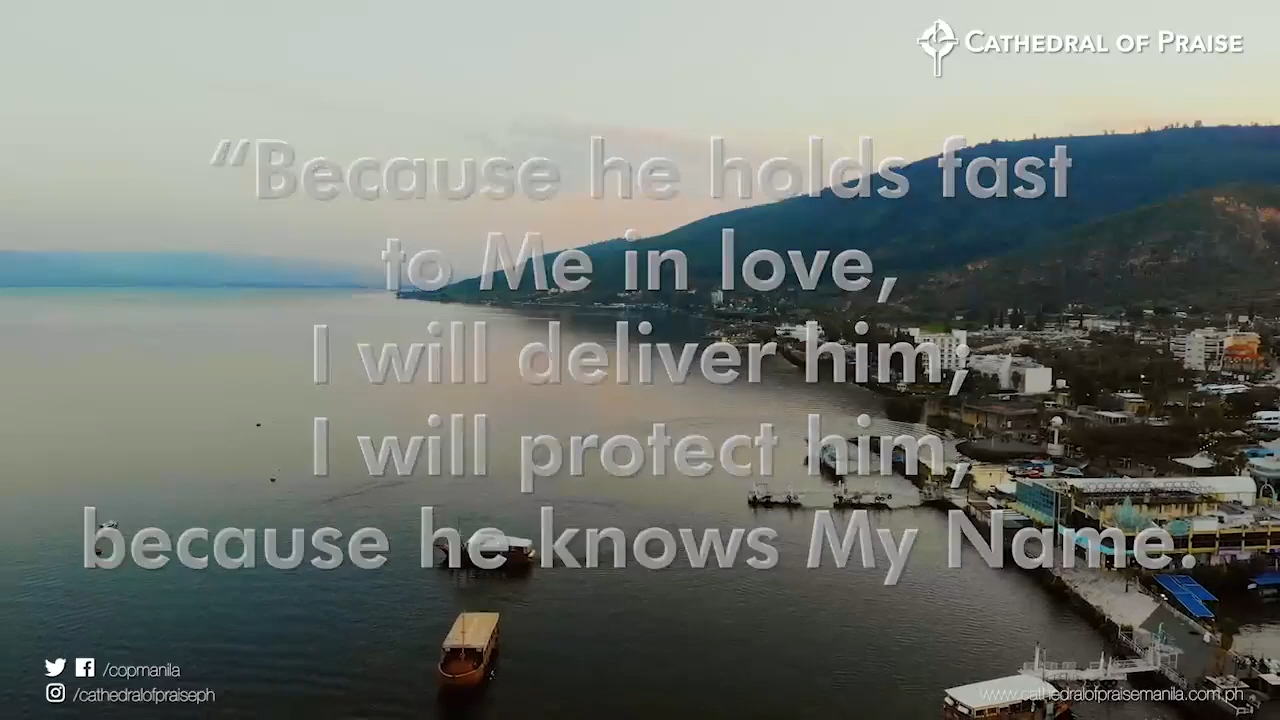 CATHEDRAL OF PRAISE
“Because he holds fast
to Me in love,
I will deliver him;
I will protect him,
because he knows My Name.
/copmanila
/cathedralofpraiseph
www.cathedralofpraisemanila.com.ph